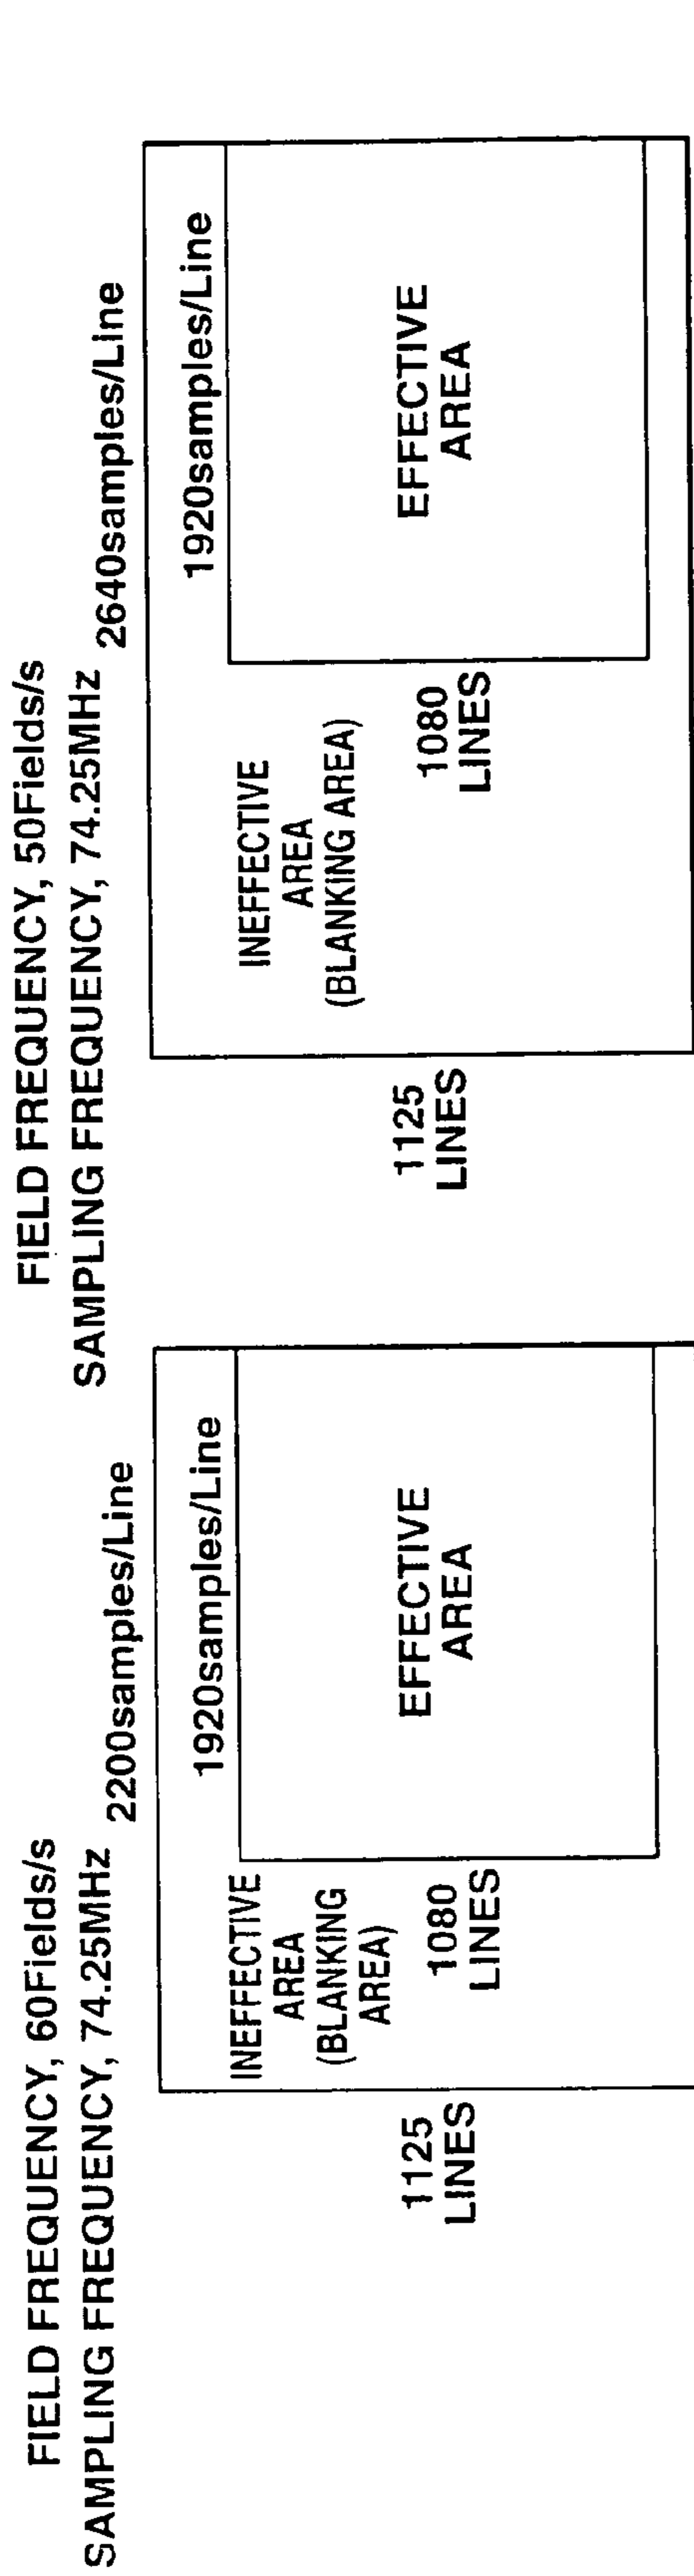 FIELD FREQUENCY, 60Fields/s
SAMPLING FREQUENCY, 74.25MHz
2200samples/Line
1920samples/Line
INEFFECTIVE
AREA
(BLANKING
AREA)
EFFECTIVE
AREA
1080
LINES
1125
LINES
FIELD FREQUENCY, 50Fields/s
SAMPLING FREQUENCY, 74.25MHz
2640samples/Line
1920samples/Line
INEFFECTIVE
AREA
(BLANKING AREA)
EFFECTIVE
AREA
1080
LINES
1125
LINES